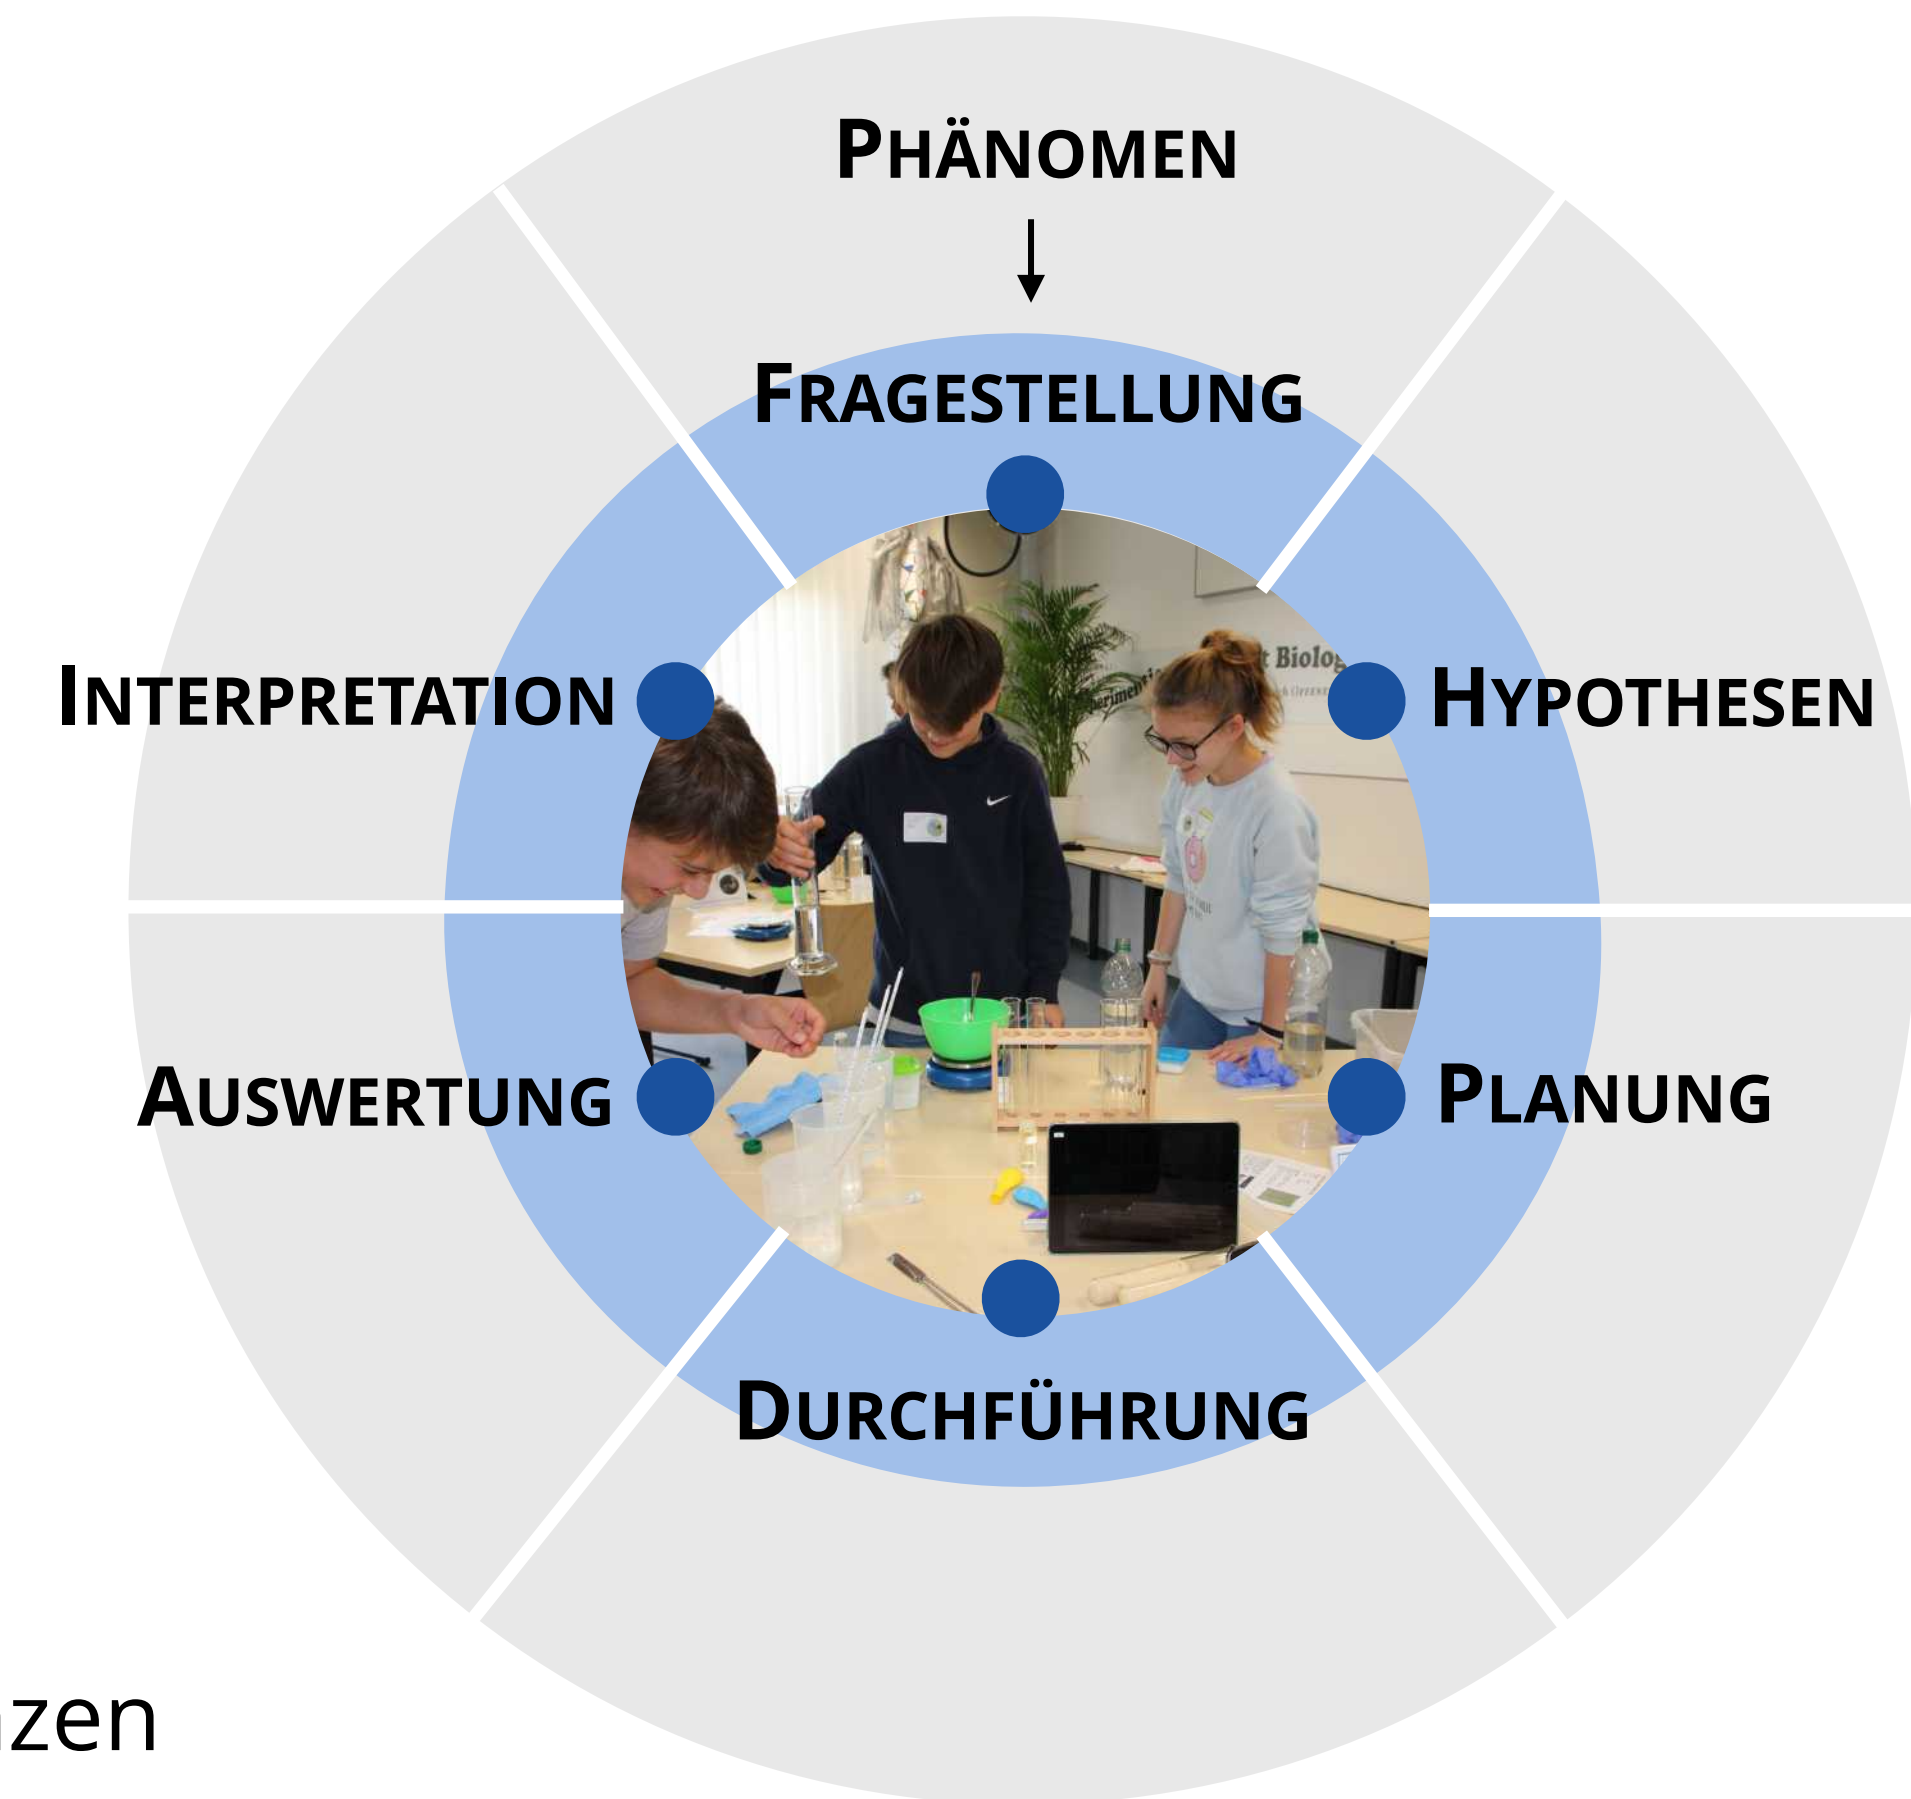 PHÄNOMEN
FRAGESTELLUNG
INTERPRETATION
HYPOTHESEN
AUSWERTUNG
PLANUNG
DURCHFÜHRUNG
zen